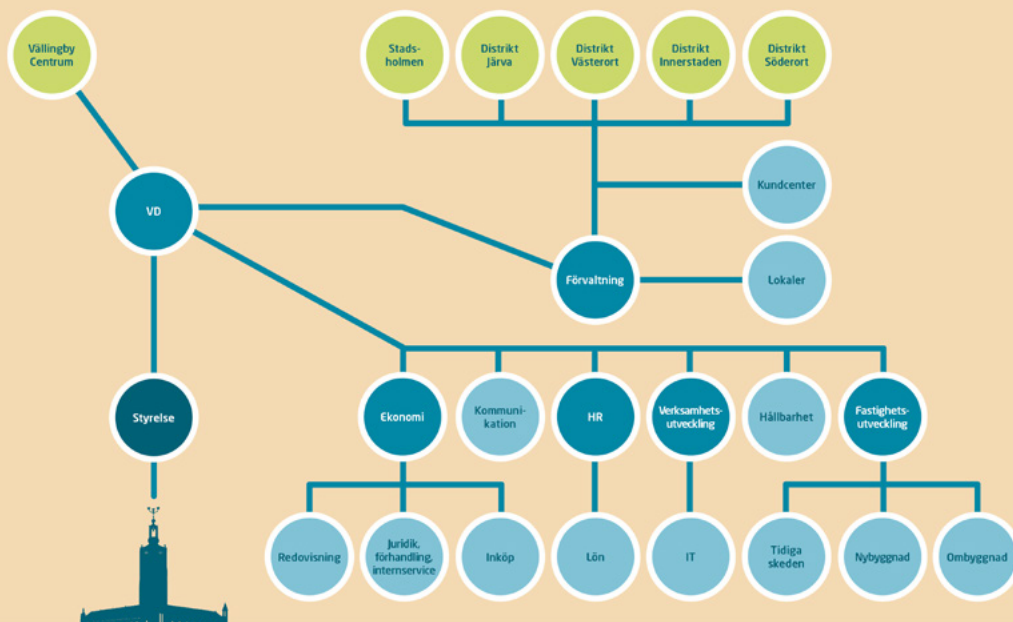 Vällingby
Centrum
Stads-
holmen
Distrikt
Järva
Distrikt
Västerort
Distrikt
Innerstaden
Distrikt
Söderort
Kundcenter
VD
Förvaltning
Lokaler
Styrelse
Ekonomi
Kommuni-
kation
HR
Verksamhets-
utveckling
Hållbarhet
Fastighets-
utveckling
Redovisning
Juridik,
förhandling,
internservice
Inköp
Lön
IT
Tidiga
skeden
Nybyggnad
Ombyggnad